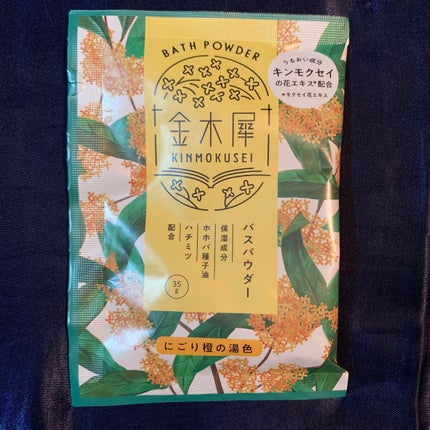 BATH POWDER
うるおい成分
キンモクセイ
の花エキス*配合
*モクセイ花エキス
金木犀
KINMOKUSEI
バスパウダー
保湿成分
ホホバ種子油
ハチミツ
配合
35g
にごり橙の湯色